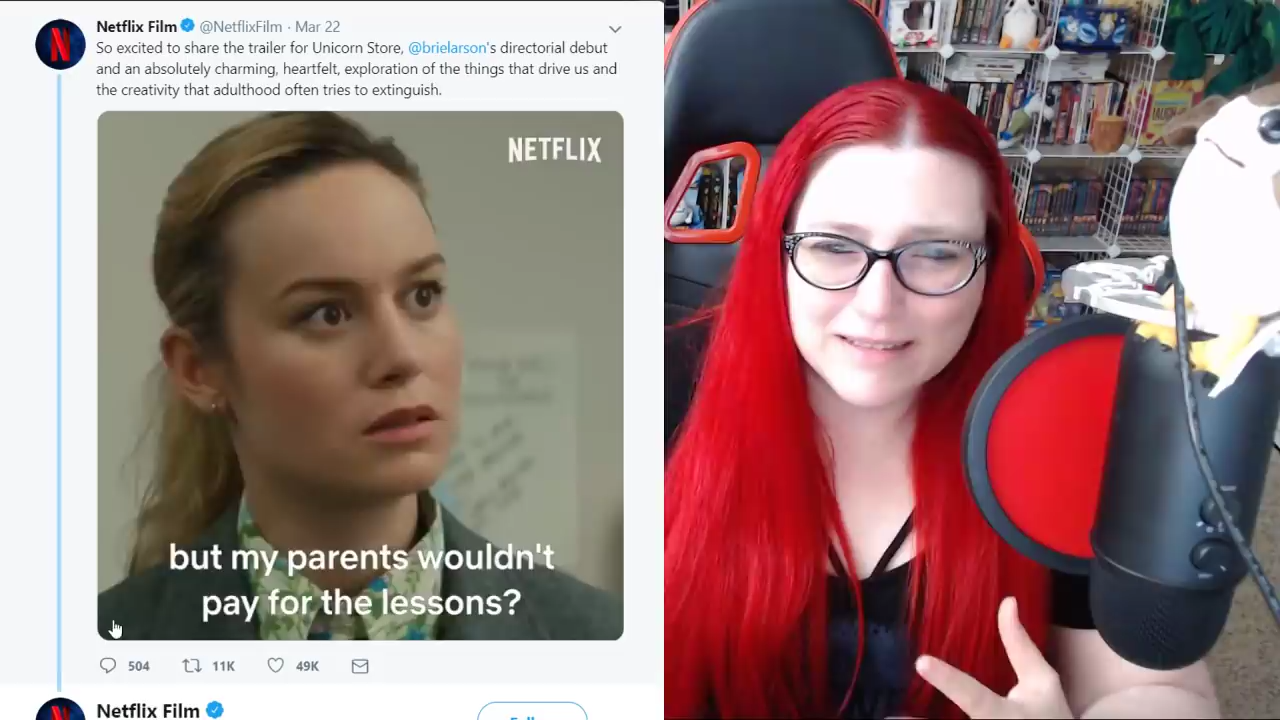 Netflix Film @NetflixFilm · Mar 22
So excited to share the trailer for Unicorn Store, @brielarson's directorial debut
and an absolutely charming, heartfelt, exploration of the things that drive us and
the creativity that adulthood often tries to extinguish.
NETFLIX
but my parents wouldn't
pay for the lessons?
504 11K 49K
Netflix Film